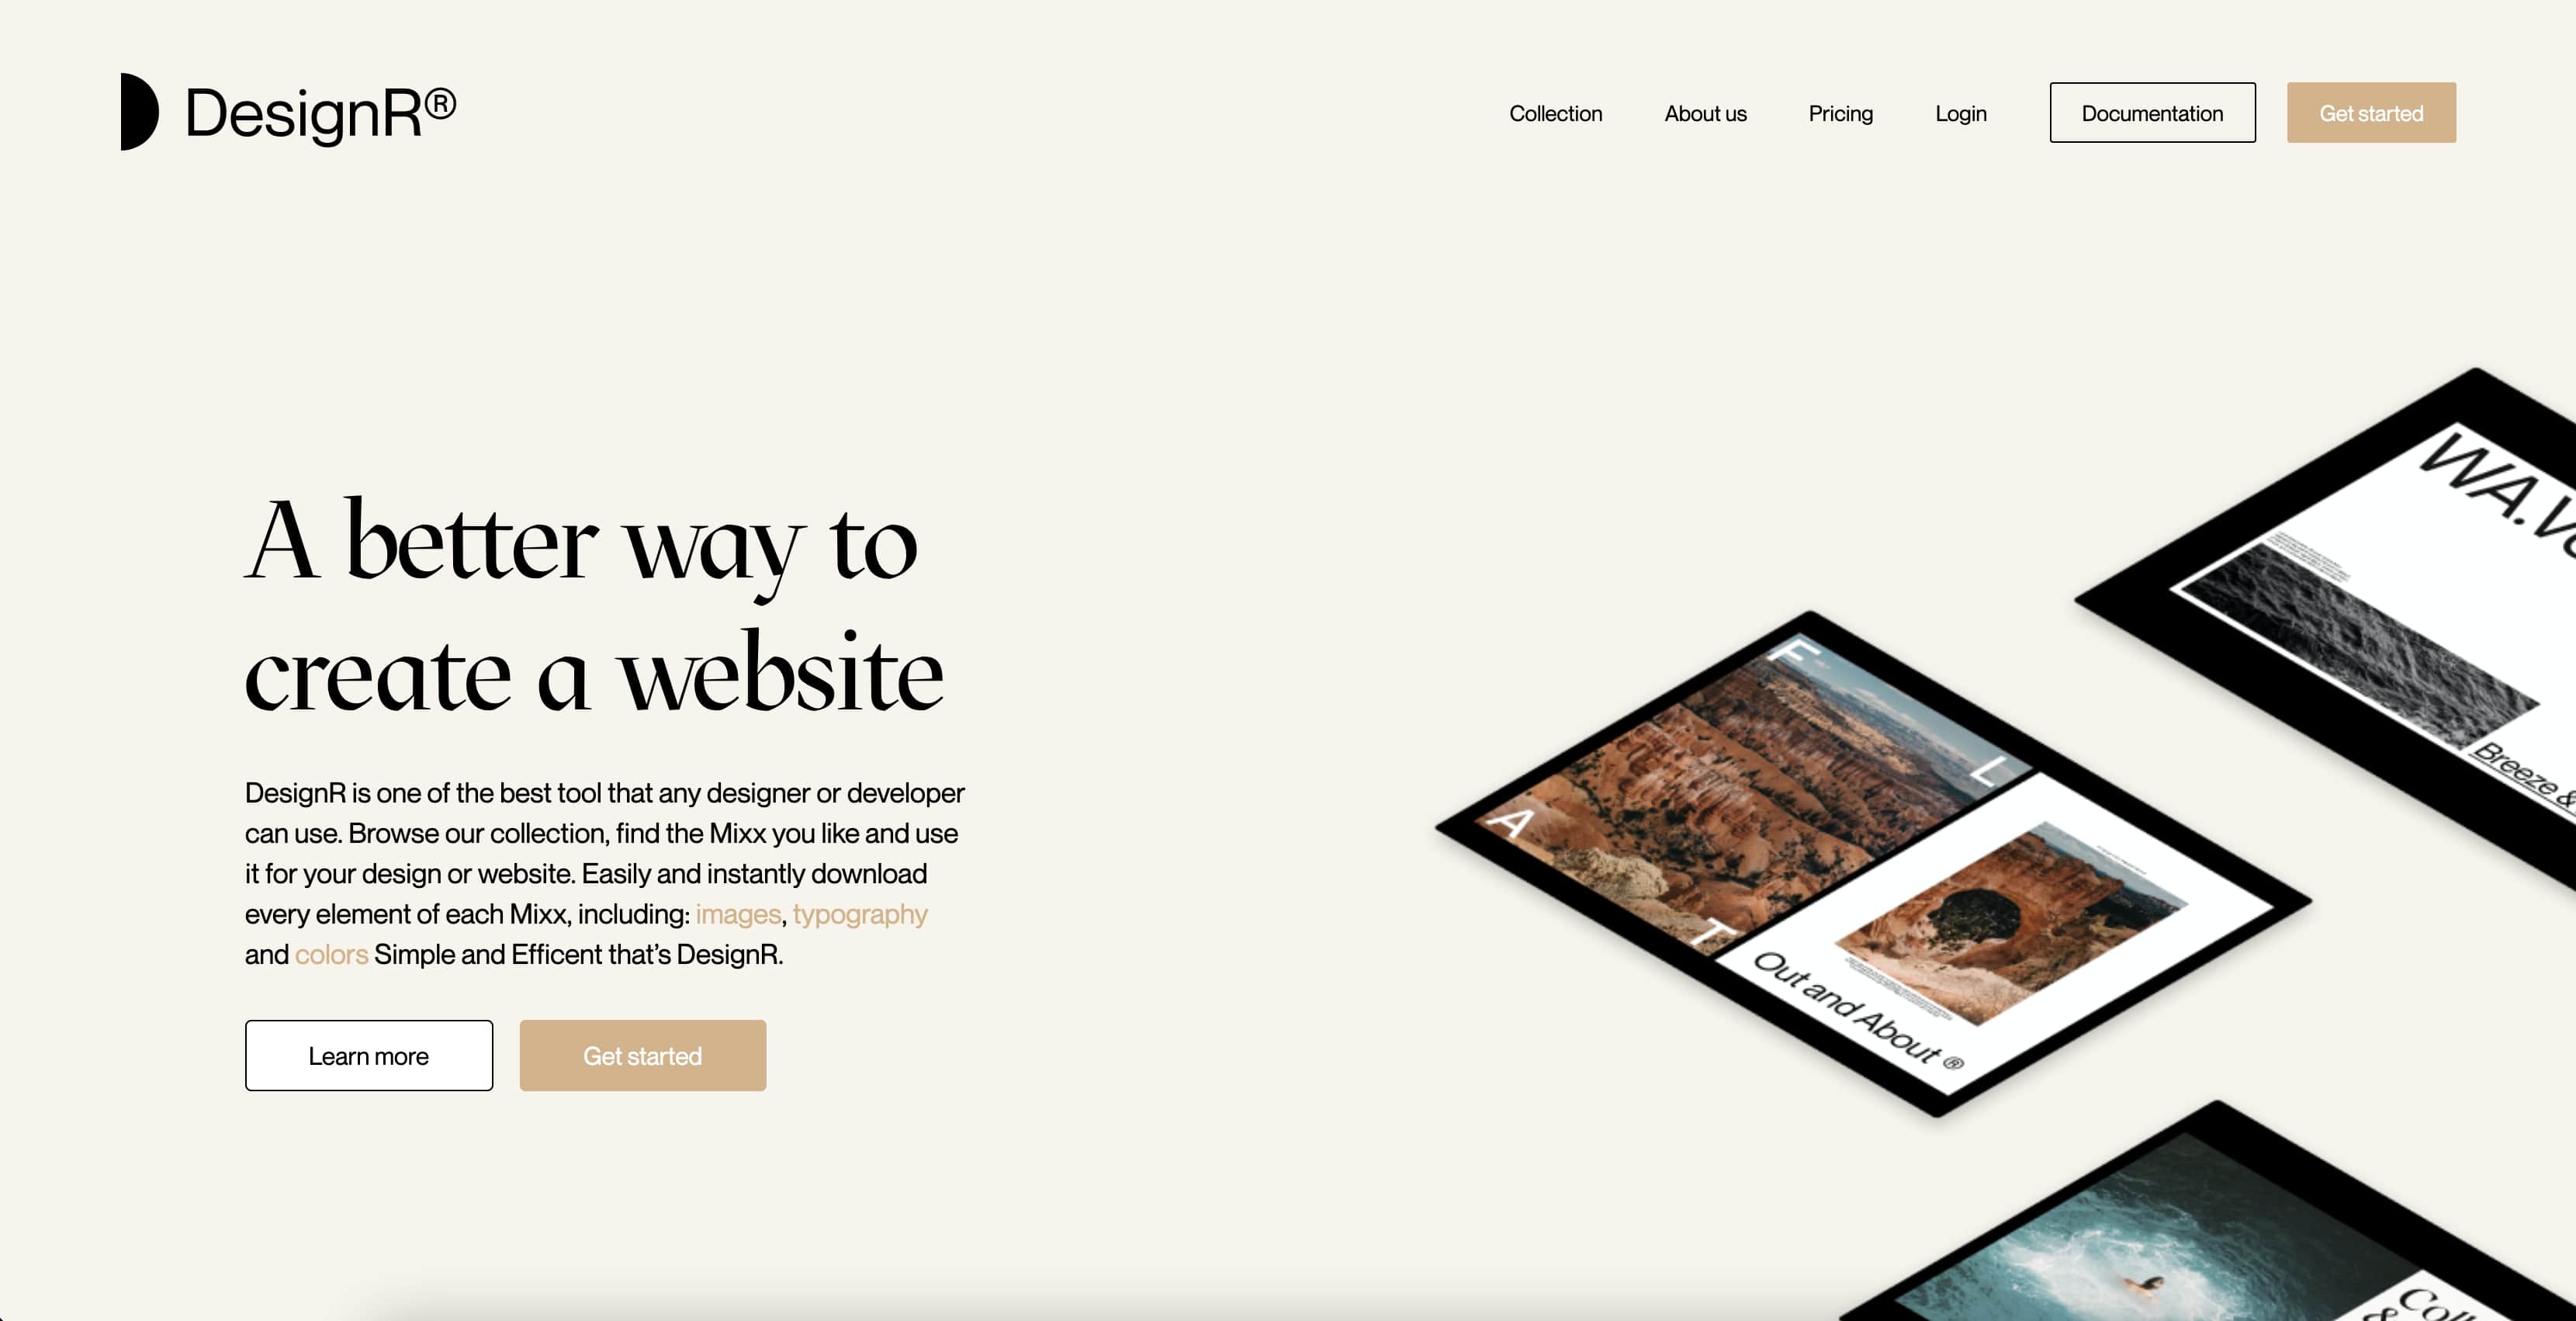 DesignR®
Collection
About us
Pricing
Login
Documentation
Get started
A better way to
create a website
DesignR is one of the best tool that any designer or developer
can use. Browse our collection, find the Mixx you like and use
it for your design or website. Easily and instantly download
every element of each Mixx, including: images, typography
and colors Simple and Efficent that’s DesignR.
Learn more
Get started
F
L
A
T
Out and About ®
Breeze &